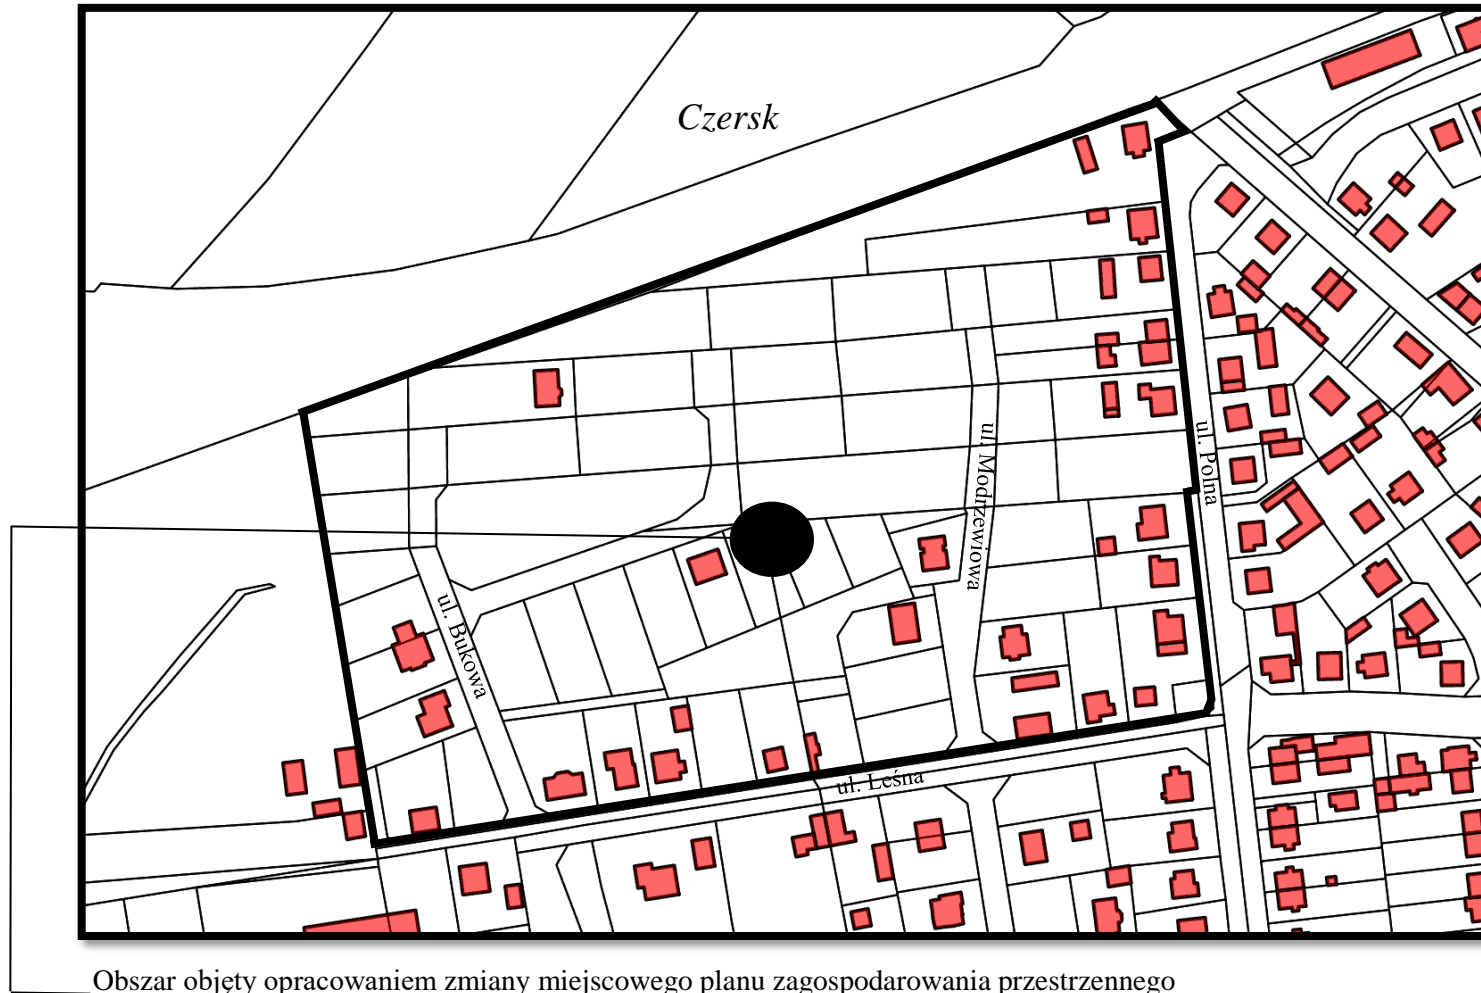 Czersk
ul. Modrzewiowa
ul. Polna
ul. Bukowa
ul. Leśna
Obszar objęty opracowaniem zmiany miejscowego planu zagospodarowania przestrzennego